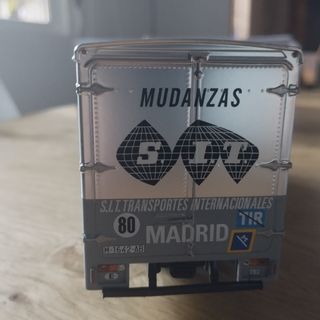 MUDANZAS
S.I.T.
S.I.T. TRANSPORTES INTERNACIONALES
80
TIR
MADRID
M-1642-AB